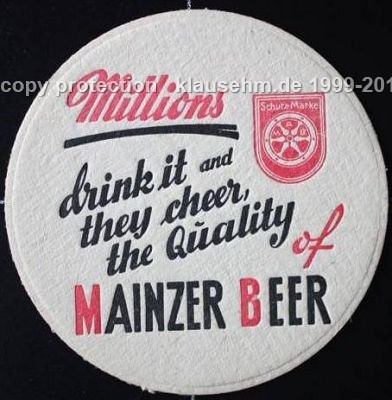 copy protection klausehm.de 1999-201
Millions
Schutz-Marke
drink it and
they cheer,
the Quality
of
MAINZER BEER